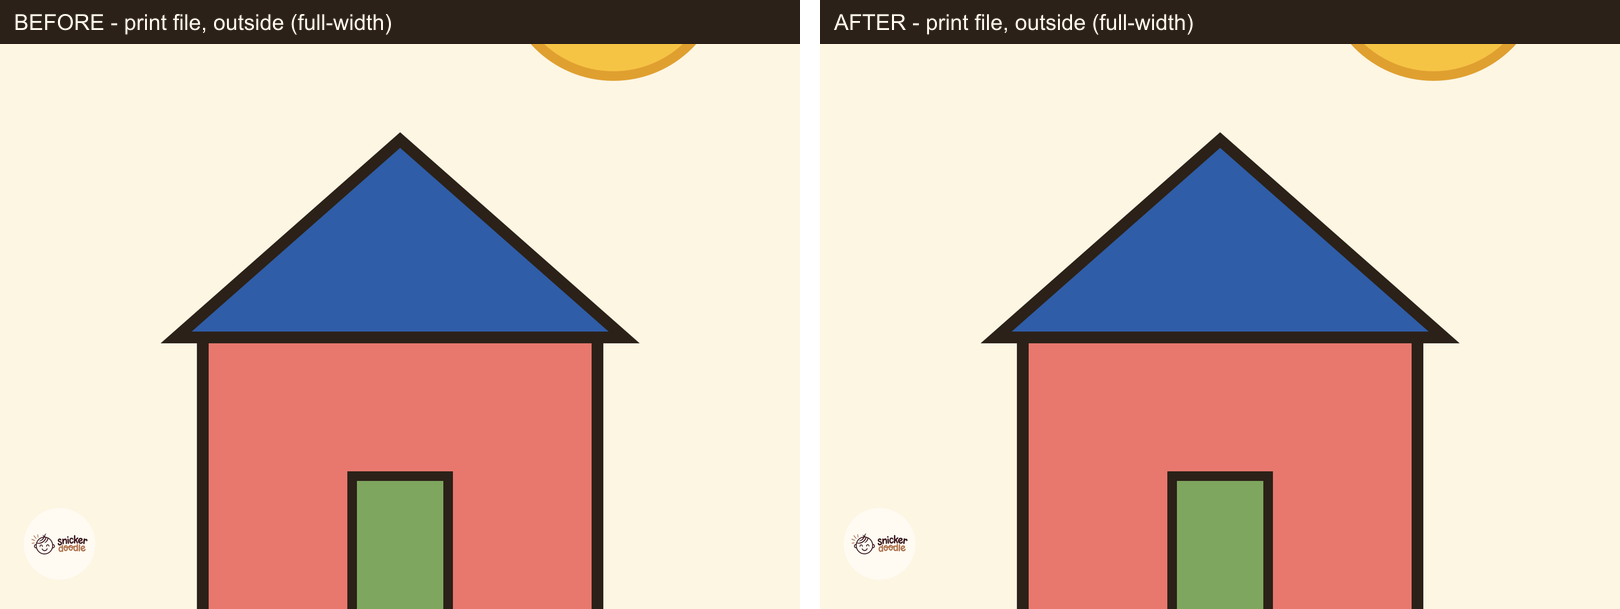 BEFORE - print file, outside (full-width)
AFTER - print file, outside (full-width)
snicker
doodle
snicker
doodle